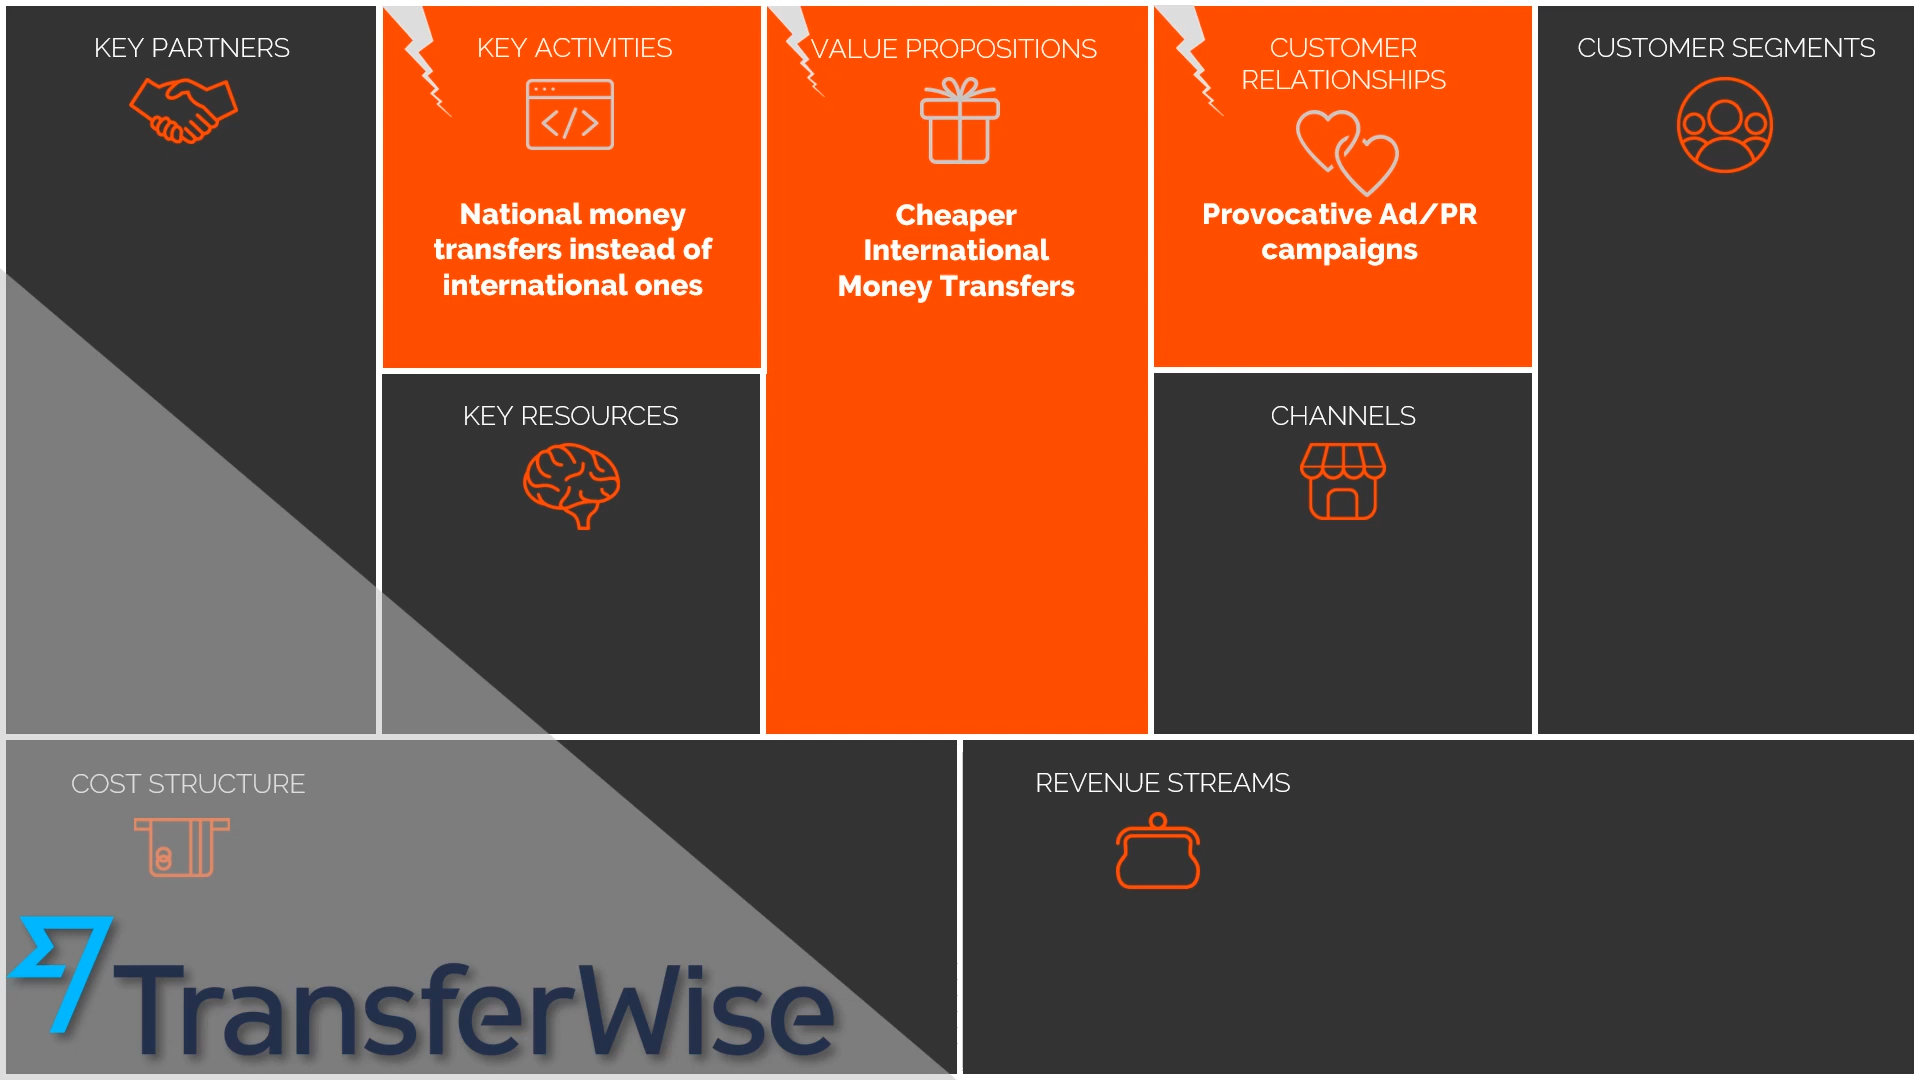 KEY PARTNERS
KEY ACTIVITIES
National money
transfers instead of
international ones
VALUE PROPOSITIONS
Cheaper
International
Money Transfers
CUSTOMER
RELATIONSHIPS
Provocative Ad/PR
campaigns
CUSTOMER SEGMENTS
KEY RESOURCES
CHANNELS
COST STRUCTURE
REVENUE STREAMS
TransferWise